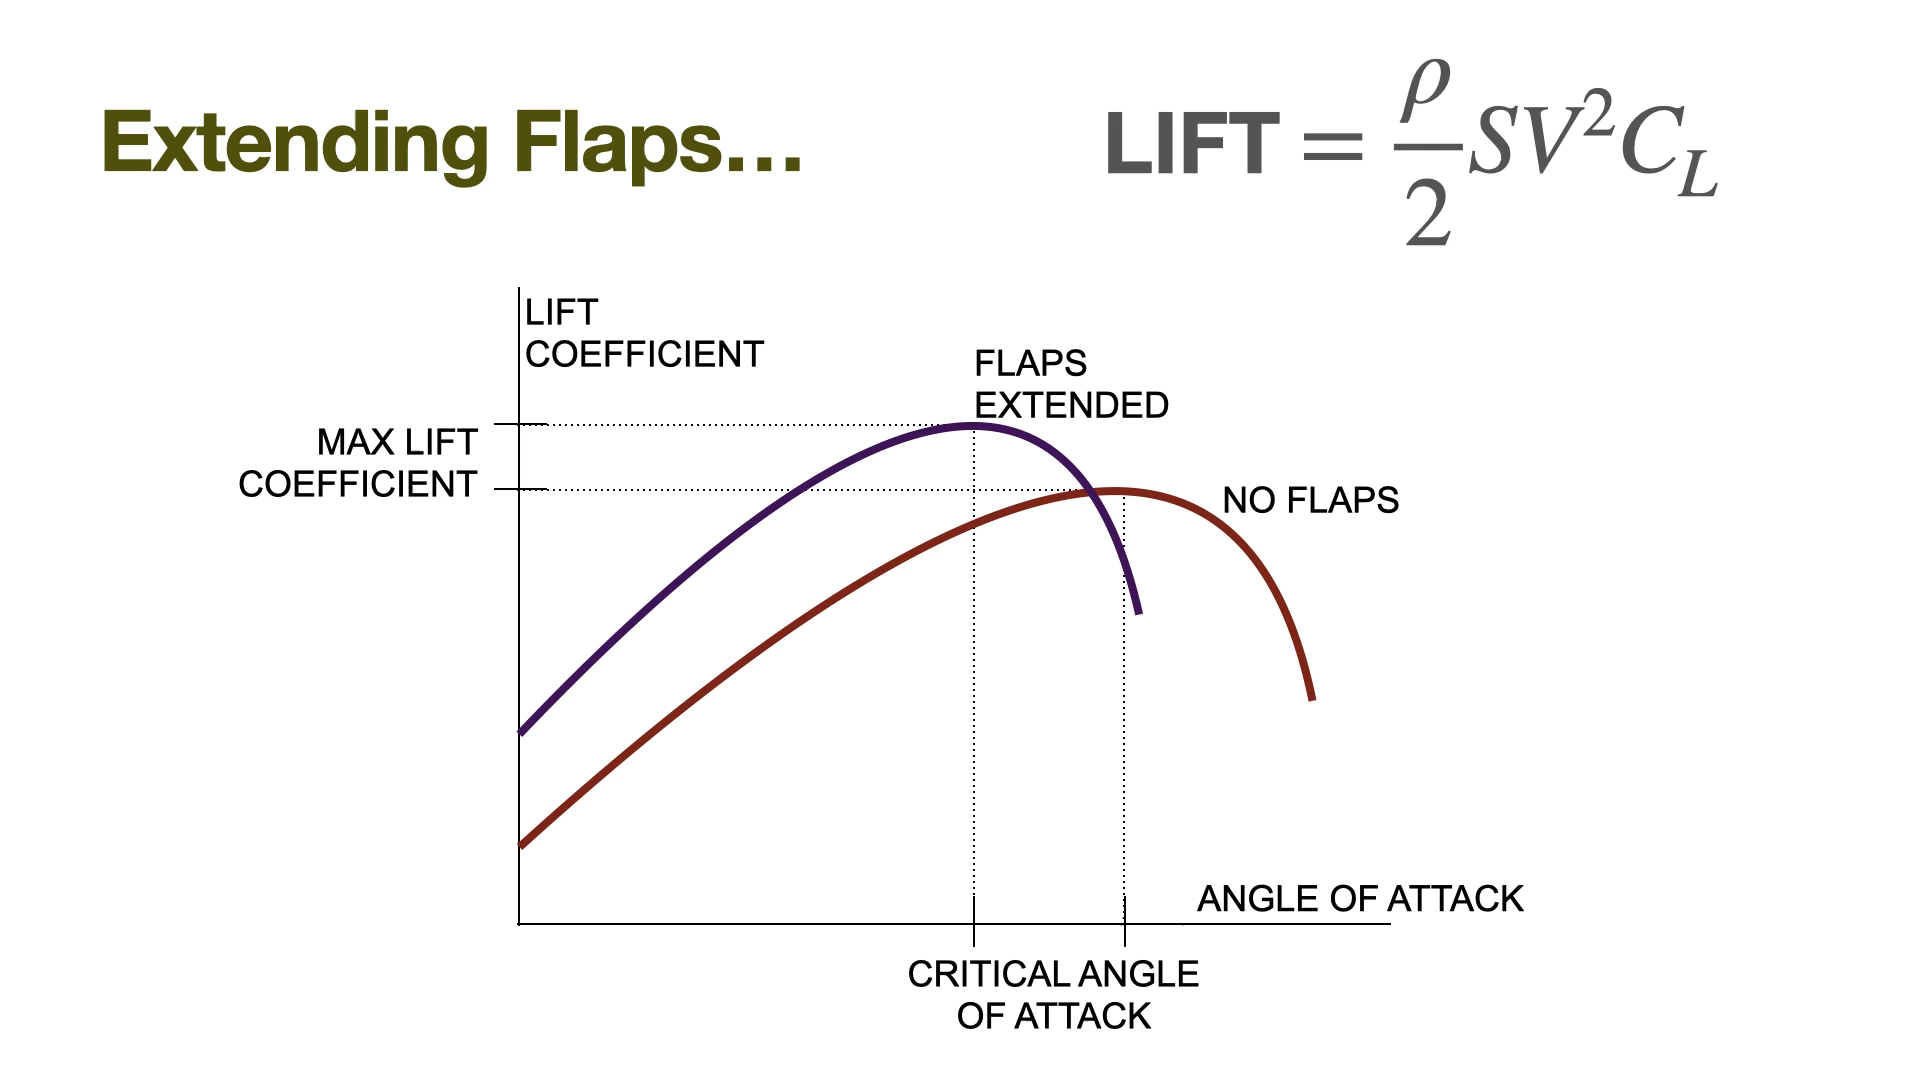 Extending Flaps…
LIFT = ρ/2 SV²C_L
LIFT
COEFFICIENT
FLAPS
EXTENDED
MAX LIFT
COEFFICIENT
NO FLAPS
ANGLE OF ATTACK
CRITICAL ANGLE
OF ATTACK